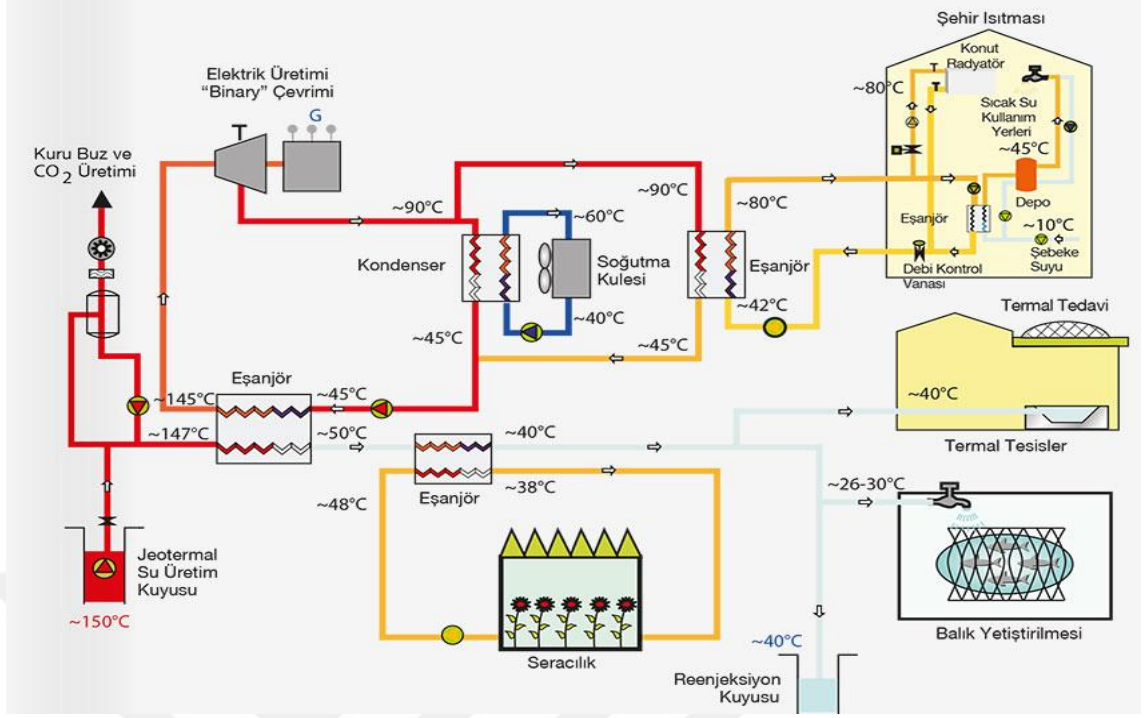 Şehir Isıtması
Konut
Radyatör
~80°C
Sıcak Su
Kullanım
Yerleri
~45°C
Depo
Eşanjör
~10°C
Şebeke
Suyu
Debi Kontrol
Vanası
Elektrik Üretimi
"Binary" Çevrimi
T
G
Kuru Buz ve
CO2 Üretimi
~90°C
~60°C
Kondenser
Soğutma
Kulesi
~40°C
~45°C
~90°C
~80°C
Eşanjör
~42°C
~45°C
Termal Tedavi
~40°C
Termal Tesisler
Eşanjör
~145°C
~45°C
~147°C
~50°C
~40°C
Eşanjör
~48°C
~38°C
~26-30°C
Jeotermal
Su Üretim
Kuyusu
~150°C
Seracılık
Balık Yetiştirilmesi
~40°C
Reenjeksiyon
Kuyusu